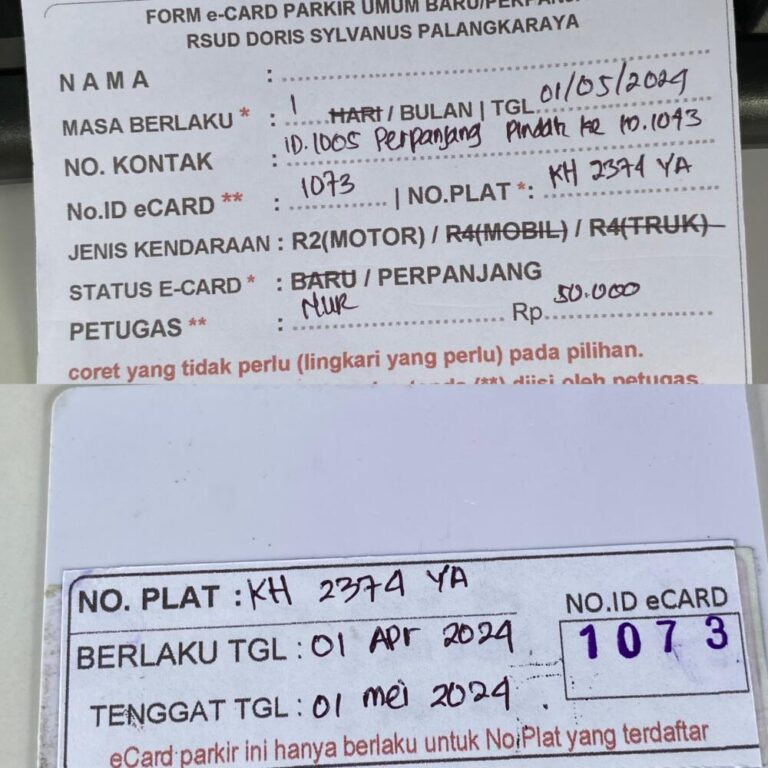 FORM e-CARD PARKIR UMUM BARU/PERPANJ
RSUD DORIS SYLVANUS PALANGKARAYA
NAMA :
MASA BERLAKU * : 1 HARI / BULAN | TGL 01/05/2024
NO. KONTAK : ID.1005 Perpanjang Pindah ke ID.1043
No.ID eCARD ** : 1073 | NO.PLAT *: KH 2374 YA
JENIS KENDARAAN : R2(MOTOR) / R4(MOBIL) / R4(TRUK)
STATUS E-CARD * : BARU / PERPANJANG
PETUGAS ** : NUR Rp. 50.000
coret yang tidak perlu (lingkari yang perlu) pada pilihan.
(**) diisi oleh petugas.
NO. PLAT : KH 2374 YA
NO.ID eCARD
1073
BERLAKU TGL : 01 Apr 2024
TENGGAT TGL : 01 mei 2024
eCard parkir ini hanya berlaku untuk No.Plat yang terdaftar